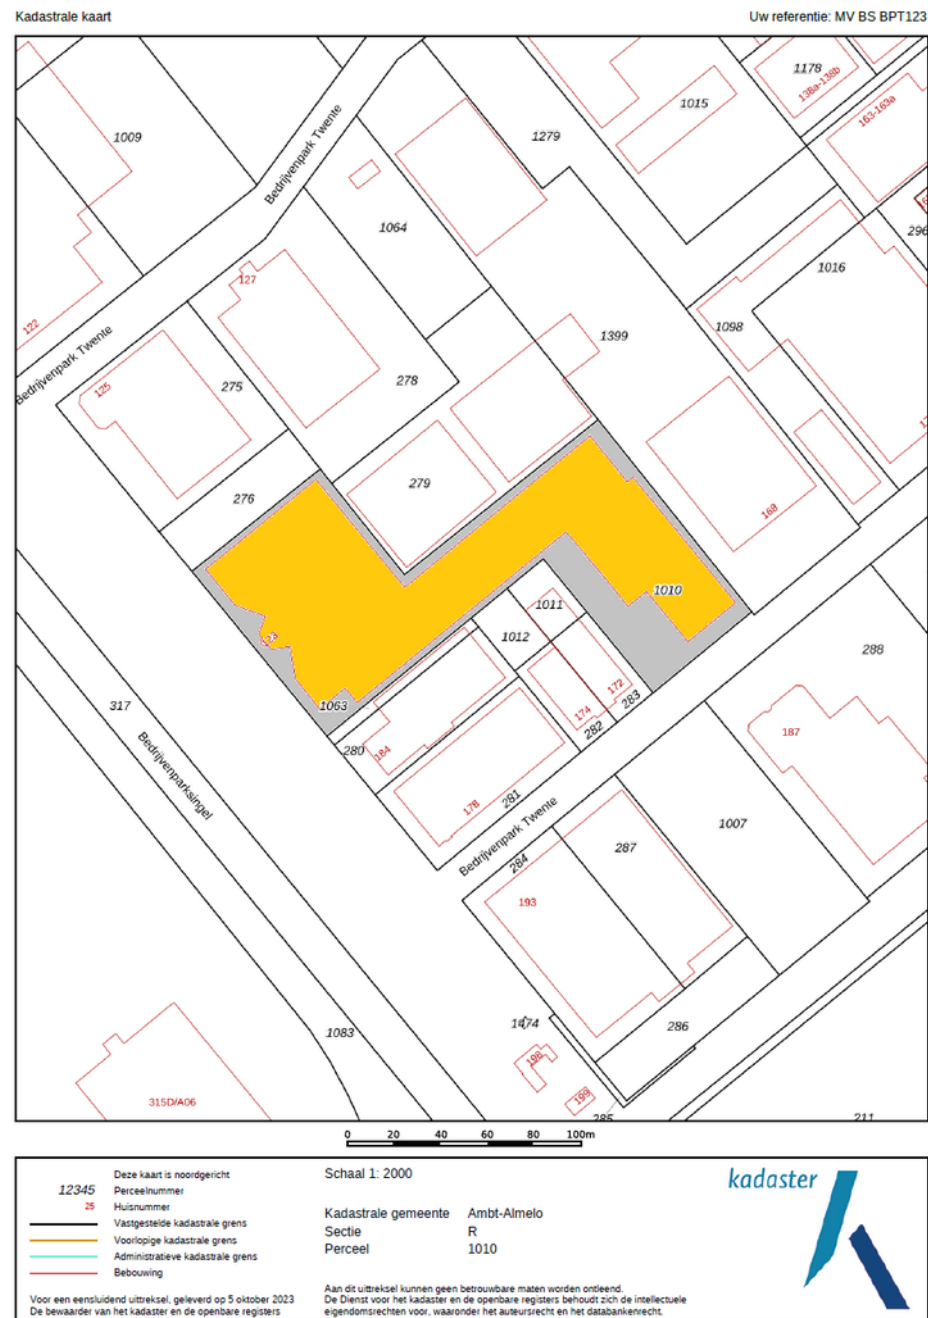 Kadastrale kaart
Uw referentie: MV BS BPT123
1178
138a-138b
163-163a
1015
1009
1279
Bedrijvenpark Twente
1064
296
1016
127
122
1098
1399
Bedrijvenpark Twente
125
275
278
279
276
168
1010
1011
1012
123
288
172
283
1063
317
174
282
280
184
187
Bedrijvenparksingel
281
178
1007
Bedrijvenpark Twente
287
284
193
1474
286
1083
198
199
315D/A06
285
211
0 20 40 60 80 100m
Deze kaart is noordgericht
12345 Perceelnummer
25 Huisnummer
Vastgestelde kadastrale grens
Voorlopige kadastrale grens
Administratieve kadastrale grens
Bebouwing
Voor een eensluidend uittreksel, geleverd op 5 oktober 2023
De bewaarder van het kadaster en de openbare registers
Schaal 1: 2000
Kadastrale gemeente Ambt-Almelo
Sectie R
Perceel 1010
Aan dit uittreksel kunnen geen betrouwbare maten worden ontleend.
De Dienst voor het kadaster en de openbare registers behoudt zich de intellectuele
eigendomsrechten voor, waaronder het auteursrecht en het databankenrecht.
kadaster